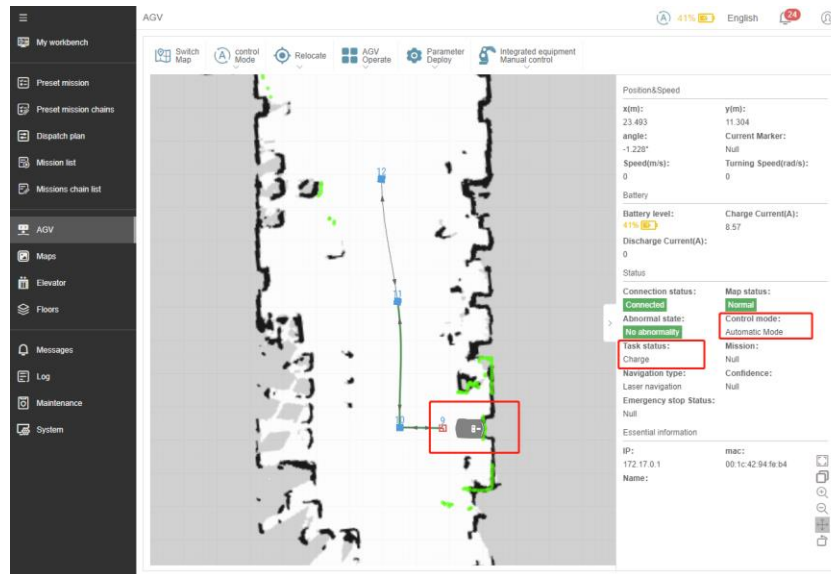 AGV
41%
English
24
My workbench
Preset mission
Preset mission chains
Dispatch plan
Mission list
Missions chain list
AGV
Maps
Elevator
Floors
Messages
Log
Maintenance
System
Switch Map
A control Mode
Relocate
AGV Operate
Parameter Deploy
Integrated equipment Manual control
12
11
10
9
Position&Speed
x(m): y(m):
23.493 11.304
angle: Current Marker:
-1.228° Null
Speed(m/s): Turning Speed(rad/s):
0 0
Battery
Battery level: Charge Current(A):
41% 8.57
Discharge Current(A):
0
Status
Connection status: Map status:
Connected Normal
Abnormal state: Control mode:
No abnormality Automatic Mode
Task status: Mission:
Charge Null
Navigation type: Confidence:
Laser navigation Null
Emergency stop Status:
Null
Essential information
IP: mac:
172.17.0.1 00:1c:42:94:fe:b4
Name: